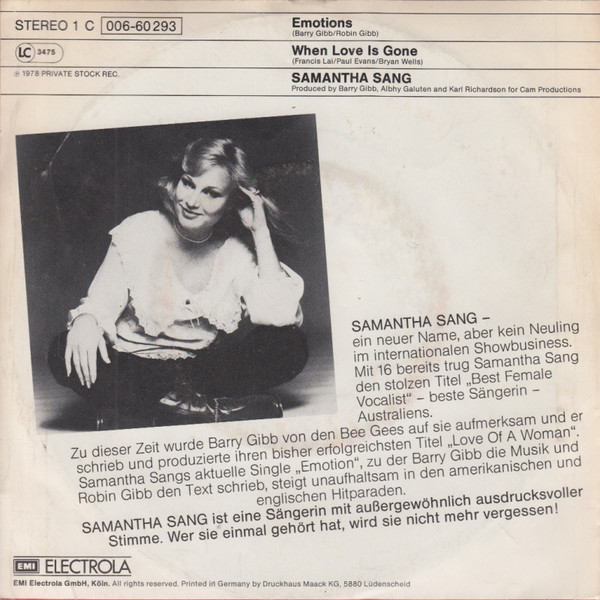 STEREO 1 C 006-60 293
Emotions
(Barry Gibb/Robin Gibb)
LC 3475
When Love Is Gone
(Francis Lai/Paul Evans/Bryan Wells)
℗ 1978 PRIVATE STOCK REC.
SAMANTHA SANG
Produced by Barry Gibb, Albhy Galuten and Karl Richardson for Cam Productions
SAMANTHA SANG –
ein neuer Name, aber kein Neuling
im internationalen Showbusiness.
Mit 16 bereits trug Samantha Sang
den stolzen Titel „Best Female
Vocalist“ – beste Sängerin –
Australiens.
Zu dieser Zeit wurde Barry Gibb von den Bee Gees auf sie aufmerksam und er
schrieb und produzierte ihren bisher erfolgreichsten Titel „Love Of A Woman“.
Samantha Sangs aktuelle Single „Emotion“, zu der Barry Gibb die Musik und
Robin Gibb den Text schrieb, steigt unaufhaltsam in den amerikanischen und
englischen Hitparaden.
SAMANTHA SANG ist eine Sängerin mit außergewöhnlich ausdrucksvoller
Stimme. Wer sie einmal gehört hat, wird sie nicht mehr vergessen!
EMI ELECTROLA
EMI Electrola GmbH, Köln. All rights reserved. Printed in Germany by Druckhaus Maack KG, 5880 Lüdenscheid